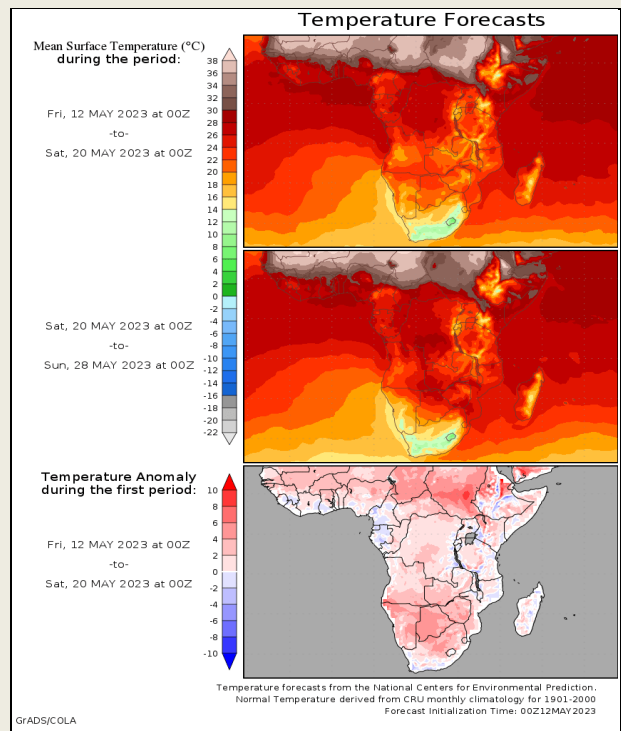 Temperature Forecasts
Mean Surface Temperature (°C)
during the period:
Fri, 12 MAY 2023 at 00Z
-to-
Sat, 20 MAY 2023 at 00Z
38
36
34
32
30
28
26
24
22
20
18
16
14
12
10
8
6
4
2
0
-2
-4
-6
-8
-10
-12
-14
-16
-18
-20
-22
Sat, 20 MAY 2023 at 00Z
-to-
Sun, 28 MAY 2023 at 00Z
Temperature Anomaly
during the first period:
Fri, 12 MAY 2023 at 00Z
-to-
Sat, 20 MAY 2023 at 00Z
10
8
6
4
2
0
-2
-4
-6
-8
-10
Temperature forecasts from the National Centers for Environmental Prediction.
Normal Temperature derived from CRU monthly climatology for 1901-2000
Forecast Initialization Time: 00Z12MAY2023
GrADS/COLA